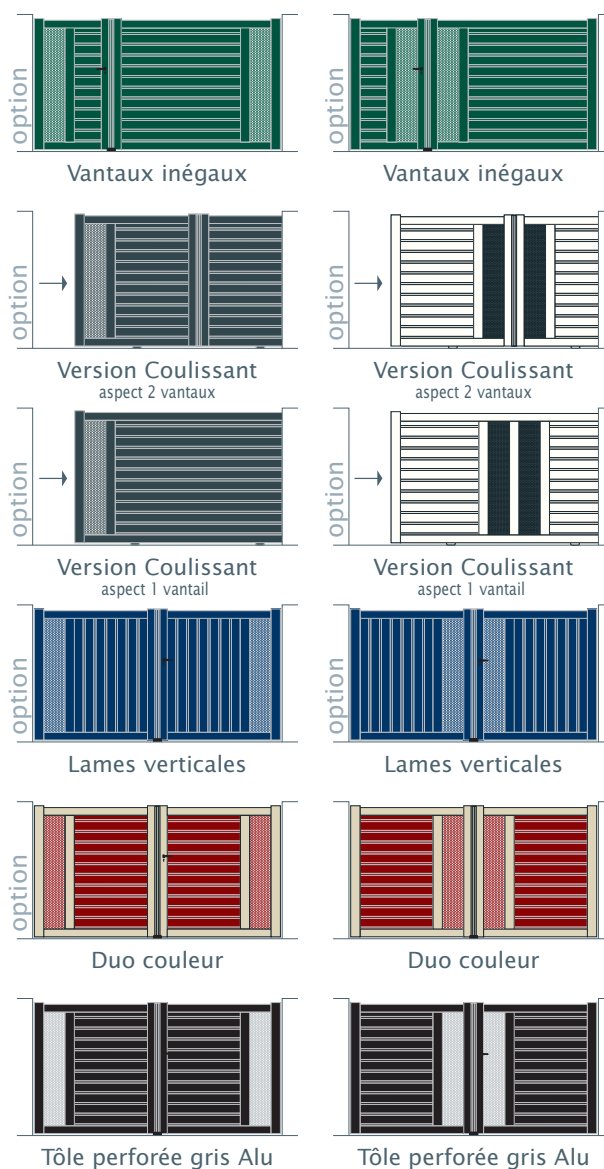 option
option
Vantaux inégaux
Vantaux inégaux
option
option
Version Coulissant
aspect 2 vantaux
Version Coulissant
aspect 2 vantaux
option
option
Version Coulissant
aspect 1 vantail
Version Coulissant
aspect 1 vantail
option
option
Lames verticales
Lames verticales
option
Duo couleur
Duo couleur
Tôle perforée gris Alu
Tôle perforée gris Alu